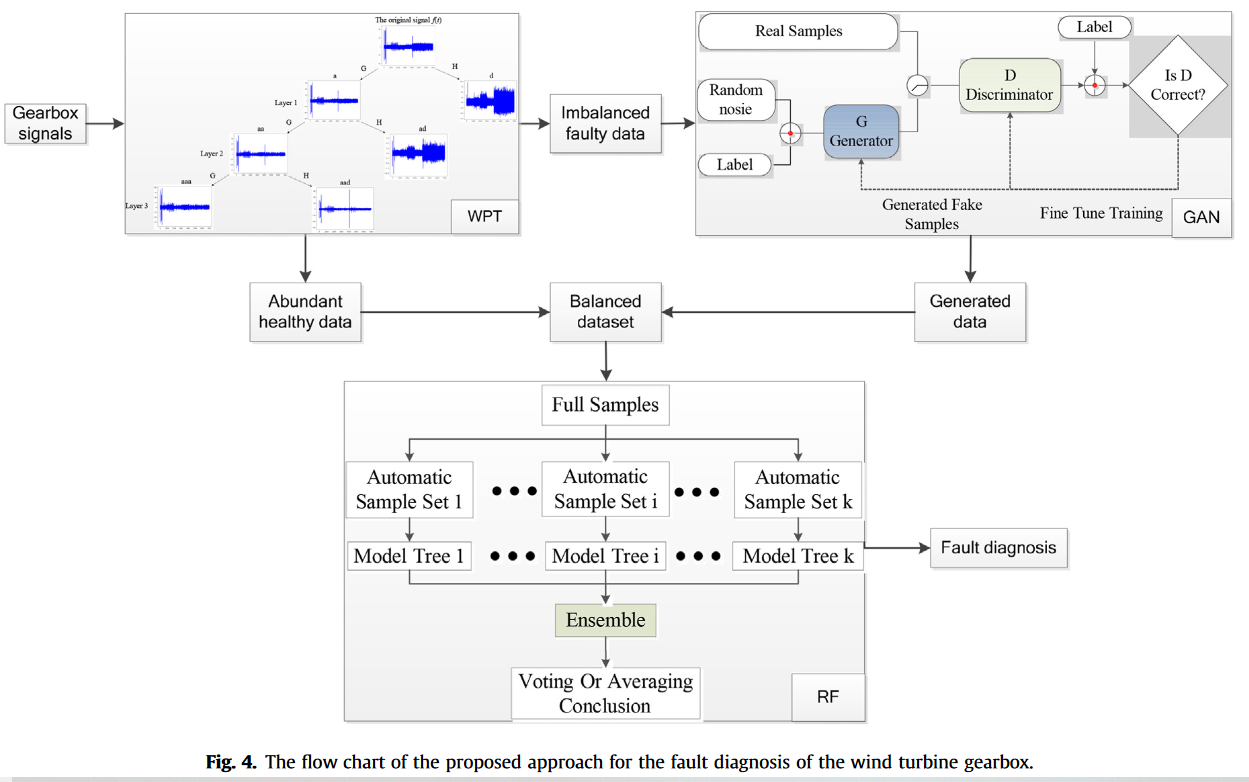 The original signal f(t)
G
H
a
d
Layer 1
G
H
aa
ad
Layer 2
G
H
aaa
aad
Layer 3
WPT
Gearbox
signals
Imbalanced
faulty data
Real Samples
Random
nosie
Label
G
Generator
D
Discriminator
Label
Is D
Correct?
Generated Fake
Samples
Fine Tune Training
GAN
Abundant
healthy data
Balanced
dataset
Generated
data
Full Samples
Automatic
Sample Set 1
Automatic
Sample Set i
Automatic
Sample Set k
Model Tree 1
Model Tree i
Model Tree k
Fault diagnosis
Ensemble
Voting Or Averaging
Conclusion
RF
Fig. 4. The flow chart of the proposed approach for the fault diagnosis of the wind turbine gearbox.